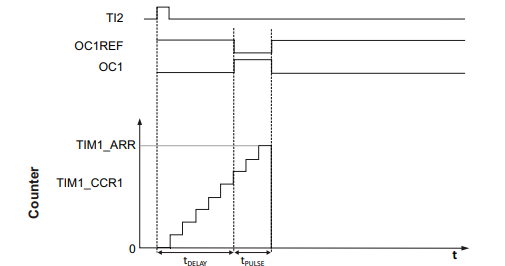 TI2
OC1REF
OC1
TIM1_ARR
TIM1_CCR1
Counter
0
tDELAY
tPULSE
t